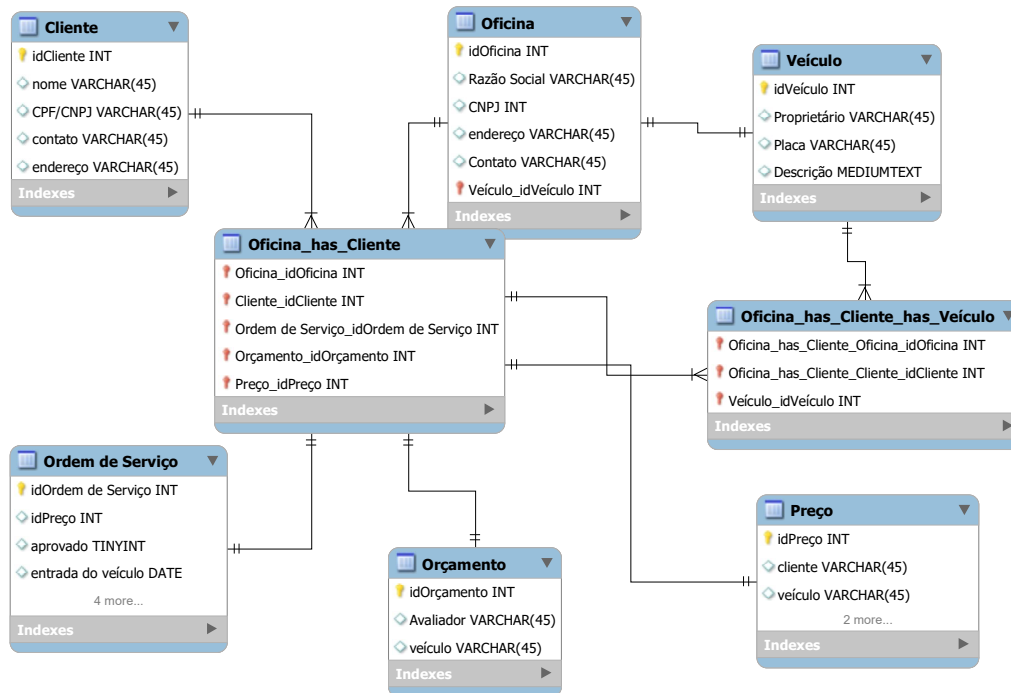 Cliente
idCliente INT
nome VARCHAR(45)
CPF/CNPJ VARCHAR(45)
contato VARCHAR(45)
endereço VARCHAR(45)
Indexes
Oficina
idOficina INT
Razão Social VARCHAR(45)
CNPJ INT
endereço VARCHAR(45)
Contato VARCHAR(45)
Veículo_idVeículo INT
Indexes
Veículo
idVeículo INT
Proprietário VARCHAR(45)
Placa VARCHAR(45)
Descrição MEDIUMTEXT
Indexes
Oficina_has_Cliente
Oficina_idOficina INT
Cliente_idCliente INT
Ordem de Serviço_idOrdem de Serviço INT
Orçamento_idOrçamento INT
Preço_idPreço INT
Indexes
Oficina_has_Cliente_has_Veículo
Oficina_has_Cliente_Oficina_idOficina INT
Oficina_has_Cliente_Cliente_idCliente INT
Veículo_idVeículo INT
Indexes
Ordem de Serviço
idOrdem de Serviço INT
idPreço INT
aprovado TINYINT
entrada do veículo DATE
4 more...
Indexes
Orçamento
idOrçamento INT
Avaliador VARCHAR(45)
veículo VARCHAR(45)
Indexes
Preço
idPreço INT
cliente VARCHAR(45)
veículo VARCHAR(45)
2 more...
Indexes